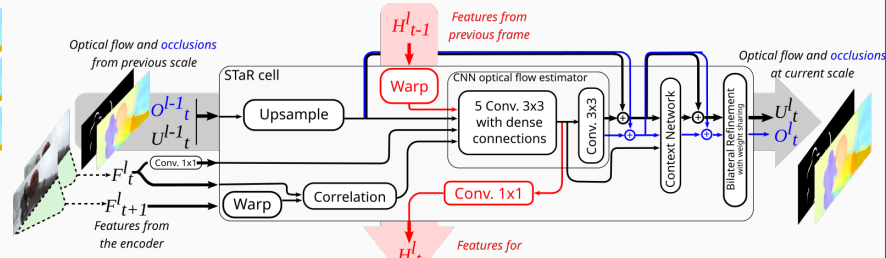 Optical flow and occlusions
from previous scale
O^l-1_t
U^l-1_t
F^l_t
F^l_t+1
Features from
the encoder
STaR cell
Upsample
Conv. 1x1
Warp
Correlation
H^l_t-1
Features from
previous frame
Warp
CNN optical flow estimator
5 Conv. 3x3
with dense
connections
Conv. 3x3
Conv. 1x1
H^l_t
Features for
Context Network
Bilateral Refinement
with weight sharing
Optical flow and occlusions
at current scale
U^l_t
O^l_t